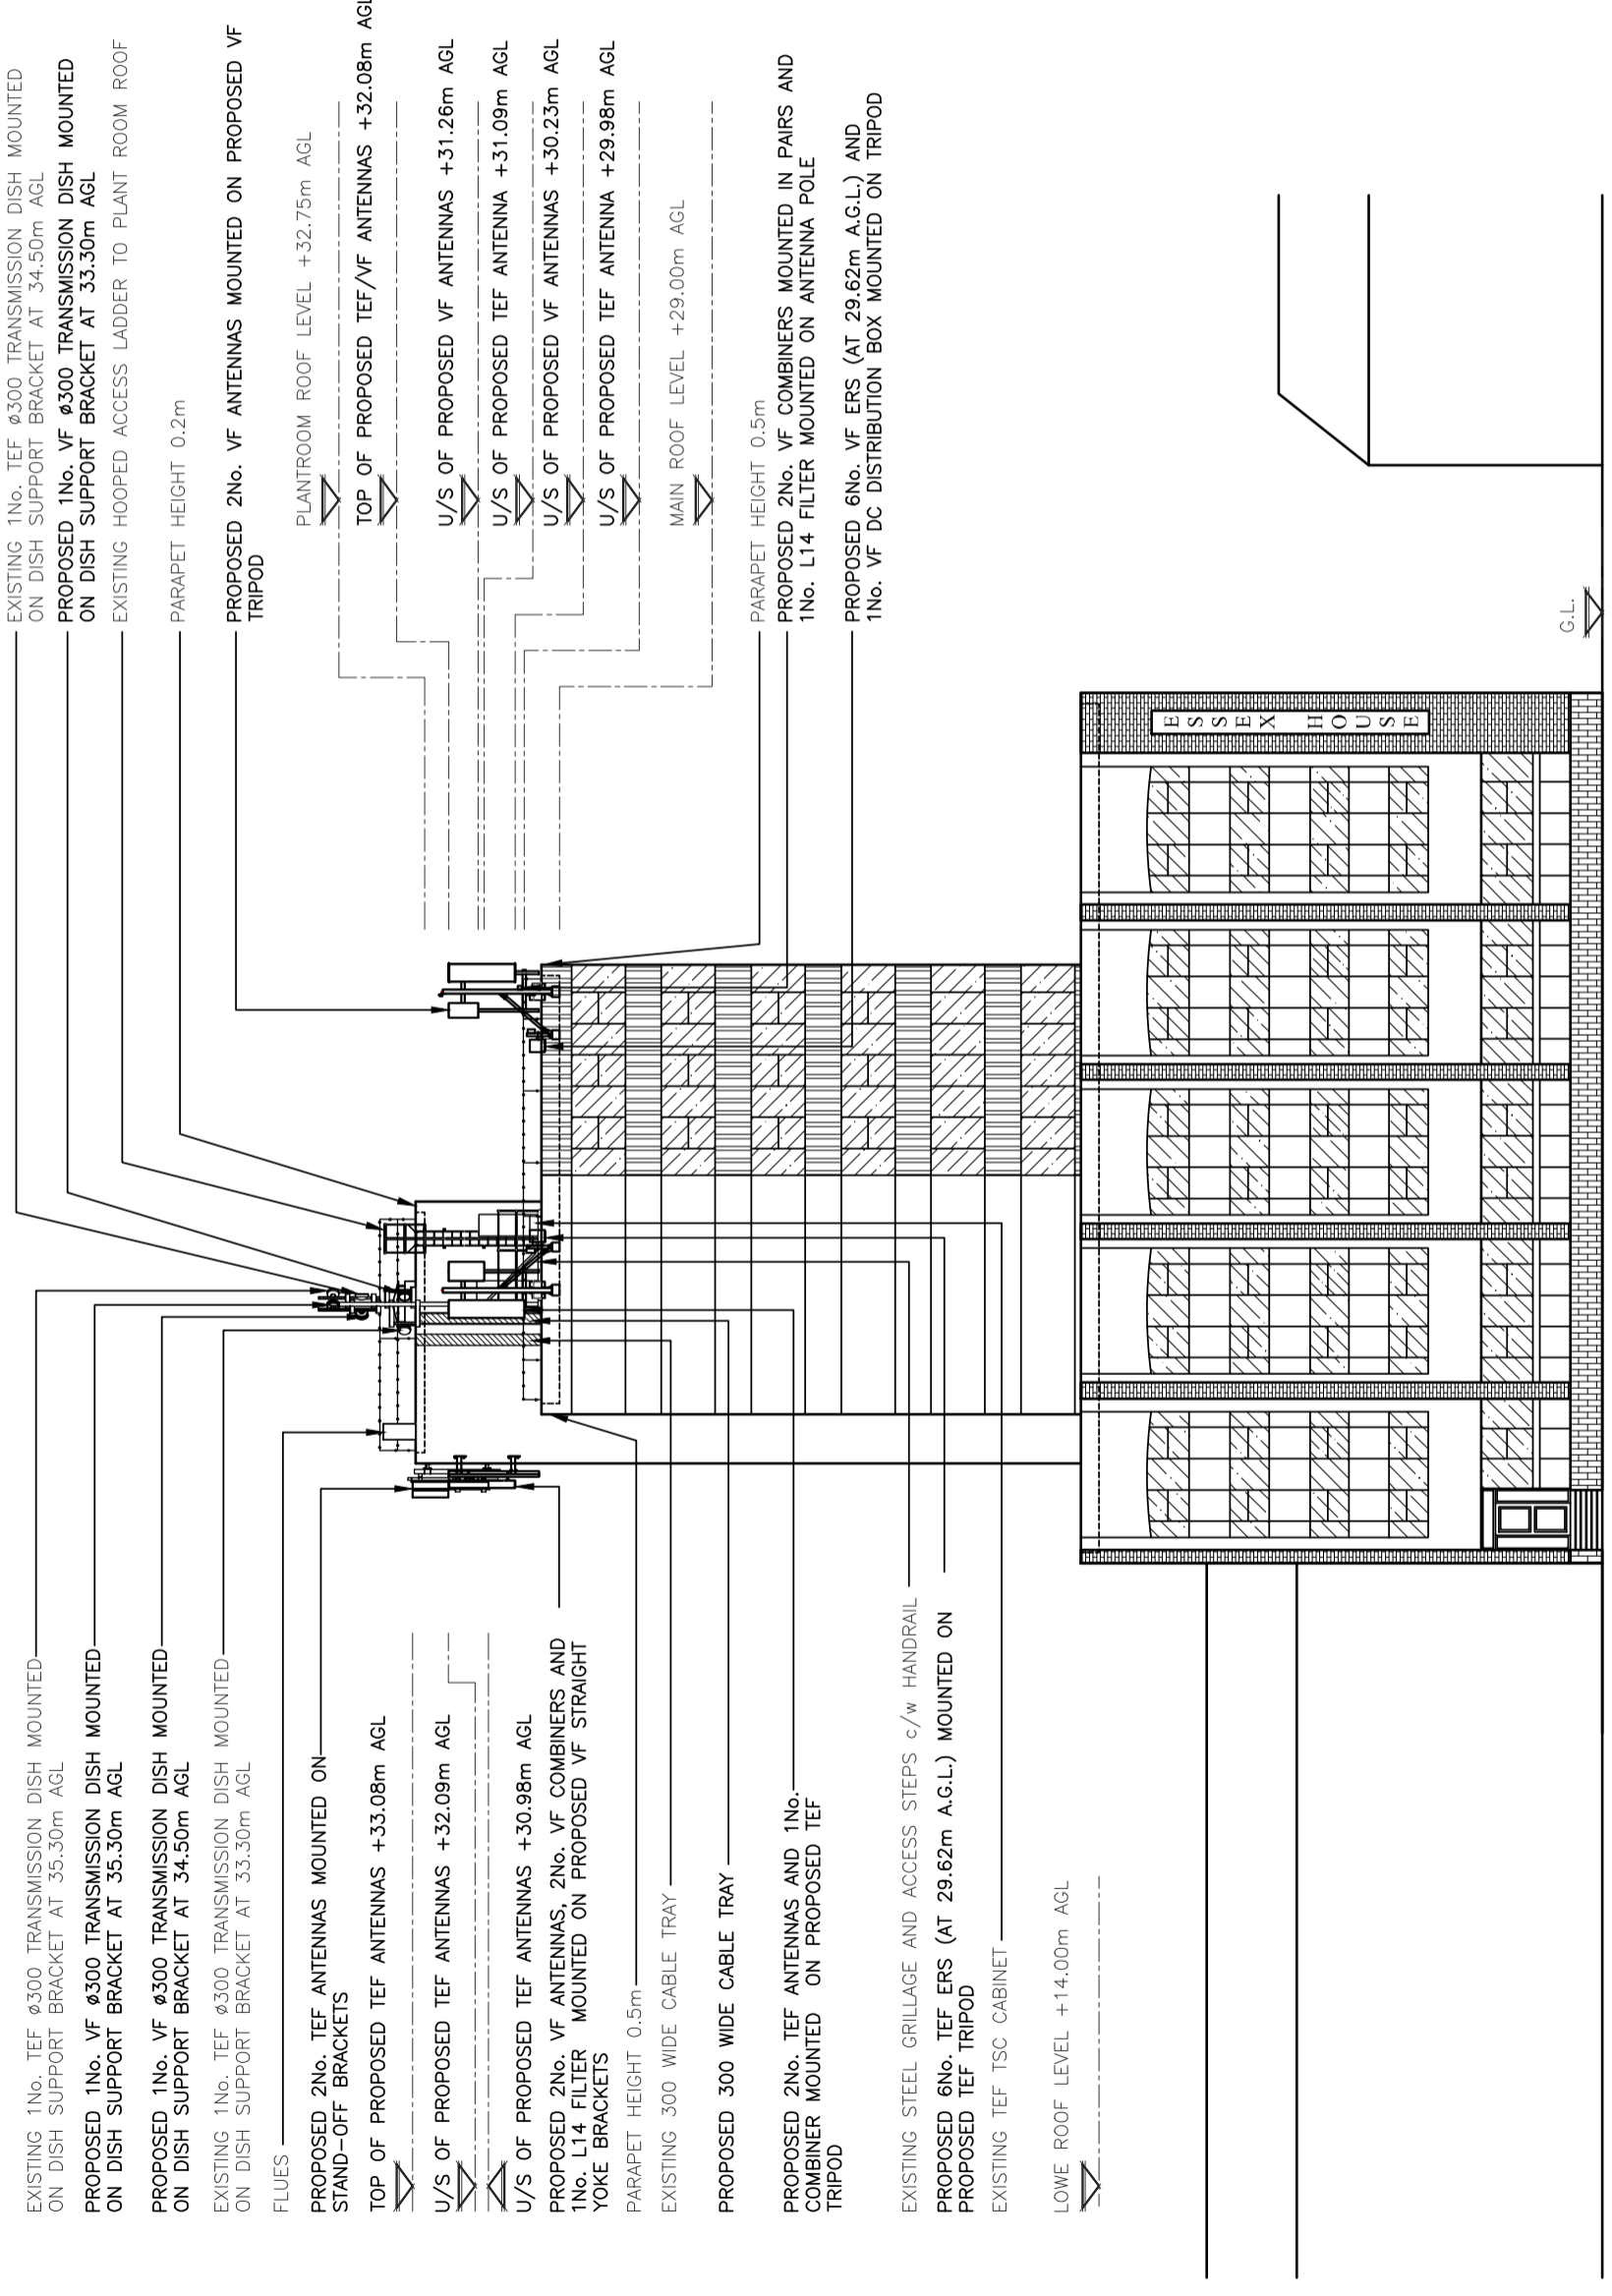 EXISTING 1No. TEF ø300 TRANSMISSION DISH MOUNTED
ON DISH SUPPORT BRACKET AT 35.30m AGL
PROPOSED 1No. VF ø300 TRANSMISSION DISH MOUNTED
ON DISH SUPPORT BRACKET AT 35.30m AGL
PROPOSED 1No. VF ø300 TRANSMISSION DISH MOUNTED
ON DISH SUPPORT BRACKET AT 34.50m AGL
EXISTING 1No. TEF ø300 TRANSMISSION DISH MOUNTED
ON DISH SUPPORT BRACKET AT 33.30m AGL
FLUES
PROPOSED 2No. TEF ANTENNAS MOUNTED ON
STAND-OFF BRACKETS
TOP OF PROPOSED TEF ANTENNAS +33.08m AGL
U/S OF PROPOSED TEF ANTENNAS +32.09m AGL
U/S OF PROPOSED TEF ANTENNAS +30.98m AGL
PROPOSED 2No. VF ANTENNAS, 2No. VF COMBINERS AND
1No. L14 FILTER MOUNTED ON PROPOSED VF STRAIGHT
YOKE BRACKETS
PARAPET HEIGHT 0.5m
EXISTING 300 WIDE CABLE TRAY
PROPOSED 300 WIDE CABLE TRAY
PROPOSED 2No. TEF ANTENNAS AND 1No.
COMBINER MOUNTED ON PROPOSED TEF
TRIPOD
EXISTING STEEL GRILLAGE AND ACCESS STEPS c/w HANDRAIL
PROPOSED 6No. TEF ERS (AT 29.62m A.G.L.) MOUNTED ON
PROPOSED TEF TRIPOD
EXISTING TEF TSC CABINET
LOWE ROOF LEVEL +14.00m AGL
EXISTING 1No. TEF ø300 TRANSMISSION DISH MOUNTED
ON DISH SUPPORT BRACKET AT 34.50m AGL
PROPOSED 1No. VF ø300 TRANSMISSION DISH MOUNTED
ON DISH SUPPORT BRACKET AT 33.30m AGL
EXISTING HOOPED ACCESS LADDER TO PLANT ROOM ROOF
PARAPET HEIGHT 0.2m
PROPOSED 2No. VF ANTENNAS MOUNTED ON PROPOSED VF
TRIPOD
PLANTROOM ROOF LEVEL +32.75m AGL
TOP OF PROPOSED TEF/VF ANTENNAS +32.08m AGL
U/S OF PROPOSED VF ANTENNAS +31.26m AGL
U/S OF PROPOSED TEF ANTENNA +31.09m AGL
U/S OF PROPOSED VF ANTENNAS +30.23m AGL
U/S OF PROPOSED TEF ANTENNA +29.98m AGL
MAIN ROOF LEVEL +29.00m AGL
PARAPET HEIGHT 0.5m
PROPOSED 2No. VF COMBINERS MOUNTED IN PAIRS AND
1No. L14 FILTER MOUNTED ON ANTENNA POLE
PROPOSED 6No. VF ERS (AT 29.62m A.G.L.) AND
1No. VF DC DISTRIBUTION BOX MOUNTED ON TRIPOD
ESSEX HOUSE
G.L.